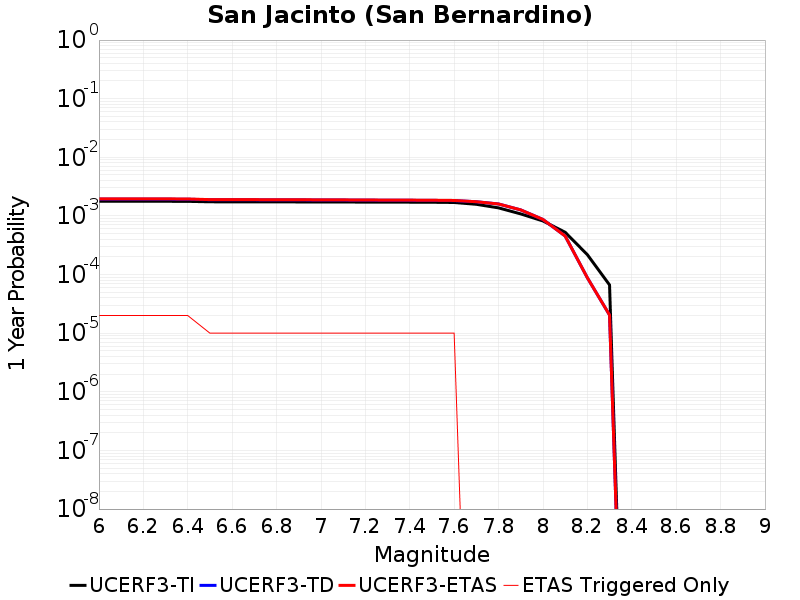 San Jacinto (San Bernardino)
10^0
10^-1
10^-2
10^-3
10^-4
10^-5
10^-6
10^-7
10^-8
1 Year Probability
6 6.2 6.4 6.6 6.8 7 7.2 7.4 7.6 7.8 8 8.2 8.4 8.6 8.8 9
Magnitude
UCERF3-TI UCERF3-TD UCERF3-ETAS ETAS Triggered Only